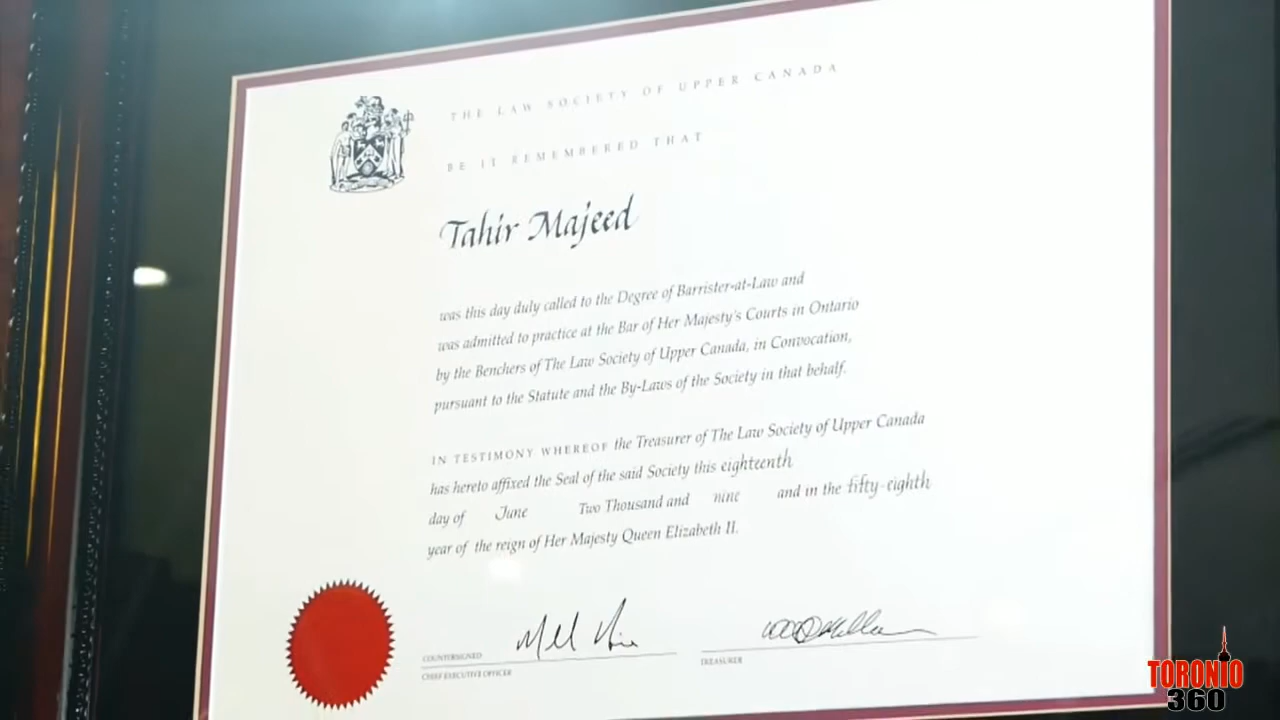 THE LAW SOCIETY OF UPPER CANADA
BE IT REMEMBERED THAT
Tahir Majeed
was this day duly called to the Degree of Barrister-at-Law and
was admitted to practice at the Bar of Her Majesty's Courts in Ontario
by the Benchers of The Law Society of Upper Canada, in Convocation,
pursuant to the Statute and the By-Laws of the Society in that behalf.
IN TESTIMONY WHEREOF the Treasurer of The Law Society of Upper Canada
has hereto affixed the Seal of the said Society this eighteenth
day of June Two Thousand and nine and in the fifty-eighth
year of the reign of Her Majesty Queen Elizabeth II.
COUNTERSIGNED
CHIEF EXECUTIVE OFFICER
TREASURER
TORONIO
360